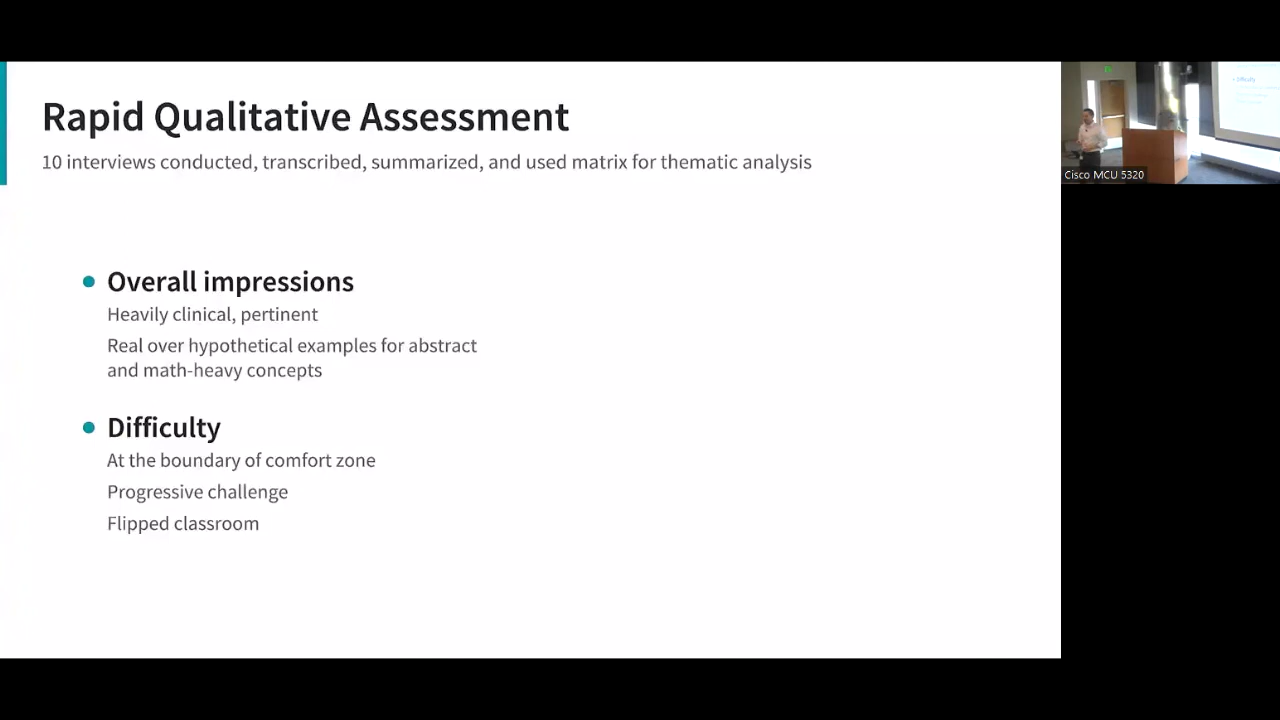 Rapid Qualitative Assessment
10 interviews conducted, transcribed, summarized, and used matrix for thematic analysis
Overall impressions
Heavily clinical, pertinent
Real over hypothetical examples for abstract
and math-heavy concepts
Difficulty
At the boundary of comfort zone
Progressive challenge
Flipped classroom
Difficulty
Cisco MCU 5320